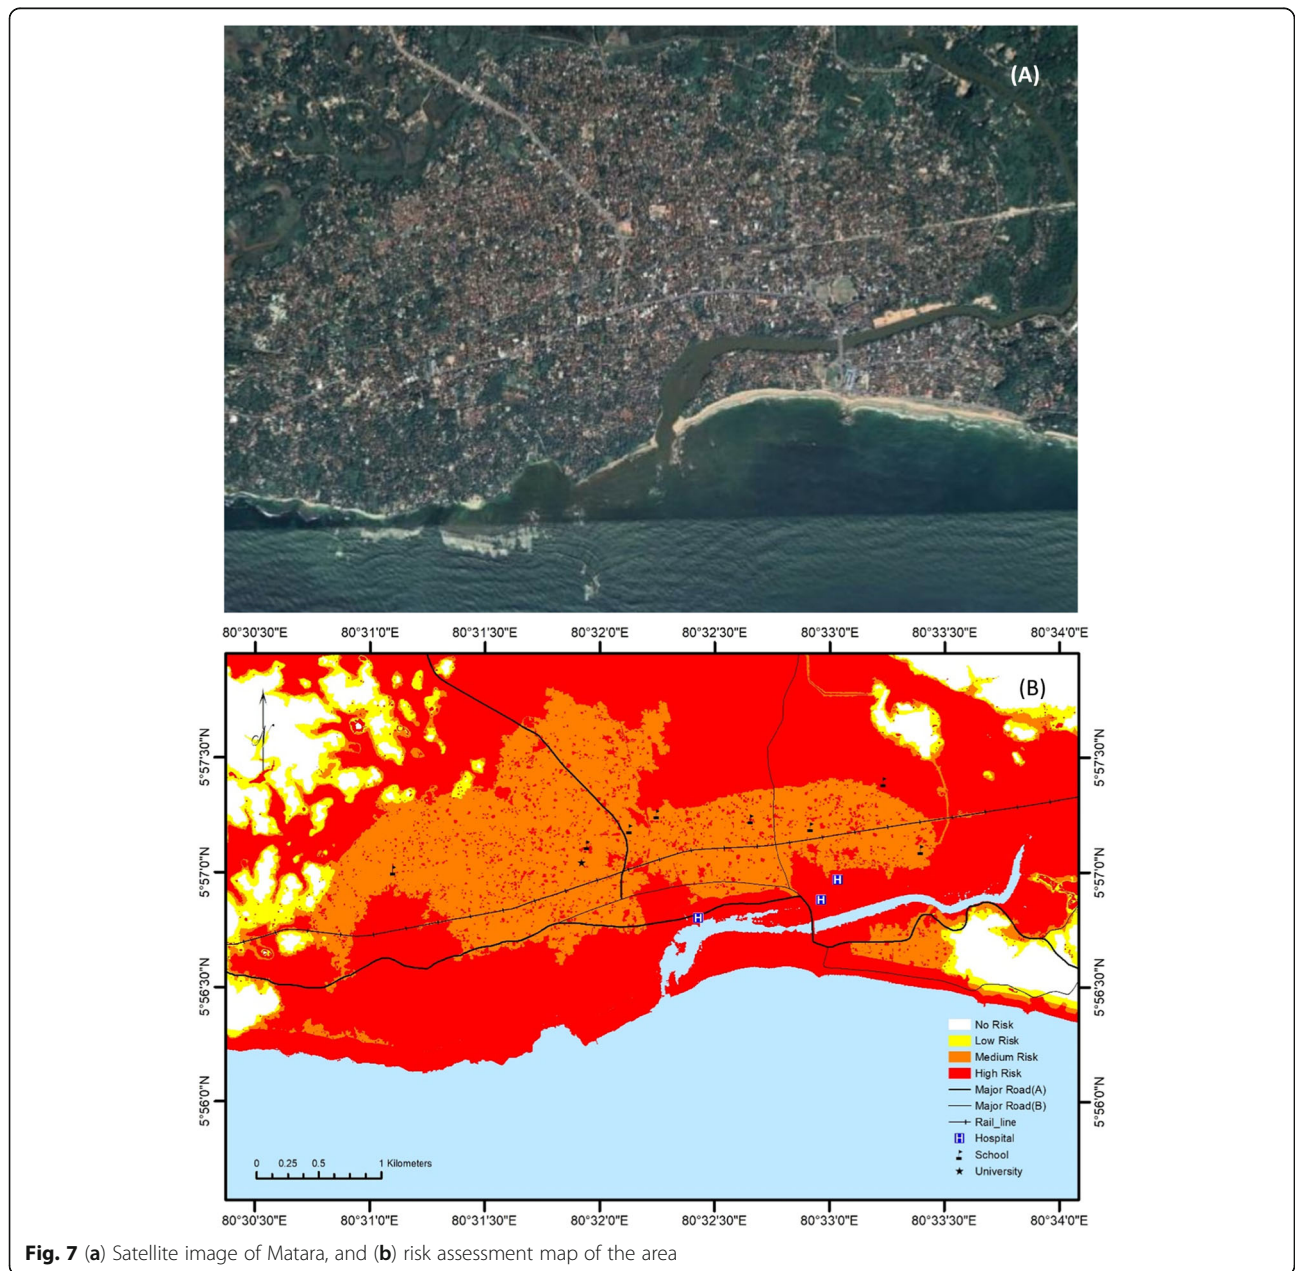 (A)
80°30'30"E 80°31'0"E 80°31'30"E 80°32'0"E 80°32'30"E 80°33'0"E 80°33'30"E 80°34'0"E
(B)
5°57'30"N 5°57'30"N
5°57'0"N 5°57'0"N
5°56'30"N 5°56'30"N
5°56'0"N 5°56'0"N
No Risk
Low Risk
Medium Risk
High Risk
Major Road(A)
Major Road(B)
Rail_line
H Hospital
School
University
H
H
H
0 0.25 0.5 1 Kilometers
80°30'30"E 80°31'0"E 80°31'30"E 80°32'0"E 80°32'30"E 80°33'0"E 80°33'30"E 80°34'0"E
Fig. 7 (a) Satellite image of Matara, and (b) risk assessment map of the area